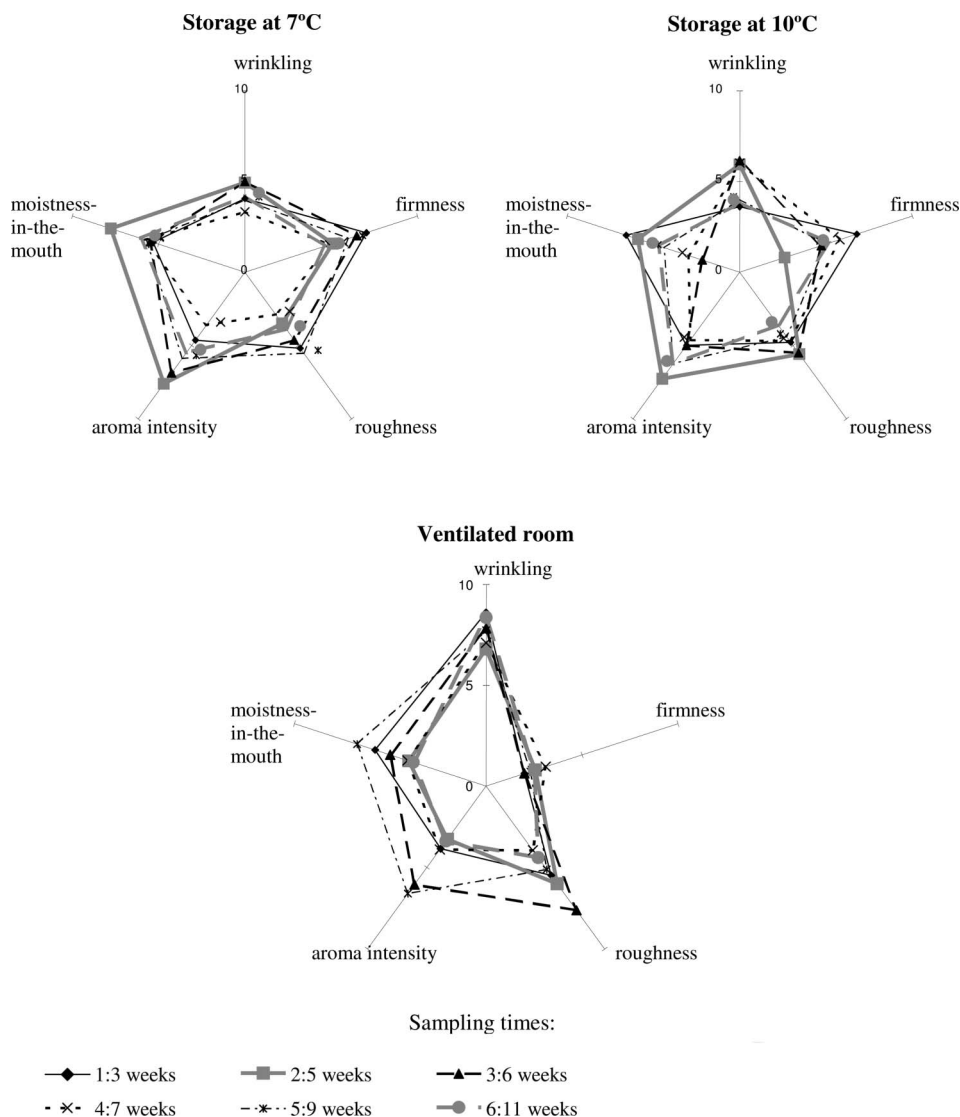 Storage at 7ºC
Storage at 10ºC
wrinkling
wrinkling
10
10
5
5
moistness-
in-the-
mouth
firmness
moistness-
in-the-
mouth
firmness
0
0
aroma intensity
roughness
aroma intensity
roughness
Ventilated room
wrinkling
10
moistness-
in-the-
mouth
5
firmness
0
aroma intensity
roughness
Sampling times:
1:3 weeks
2:5 weeks
3:6 weeks
4:7 weeks
5:9 weeks
6:11 weeks